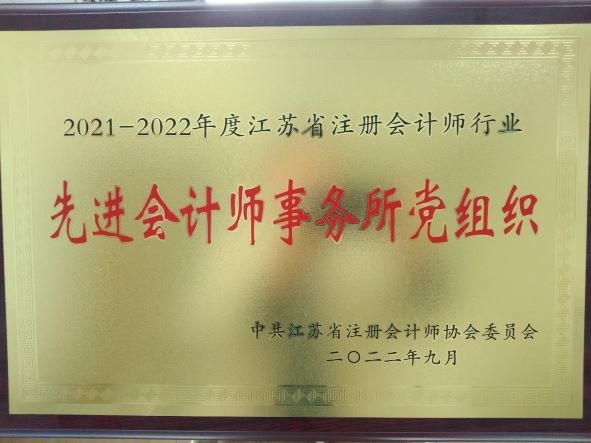 2021-2022年度江苏省注册会计师行业
先进会计师事务所党组织
中共江苏省注册会计师协会委员会
二〇二二年九月